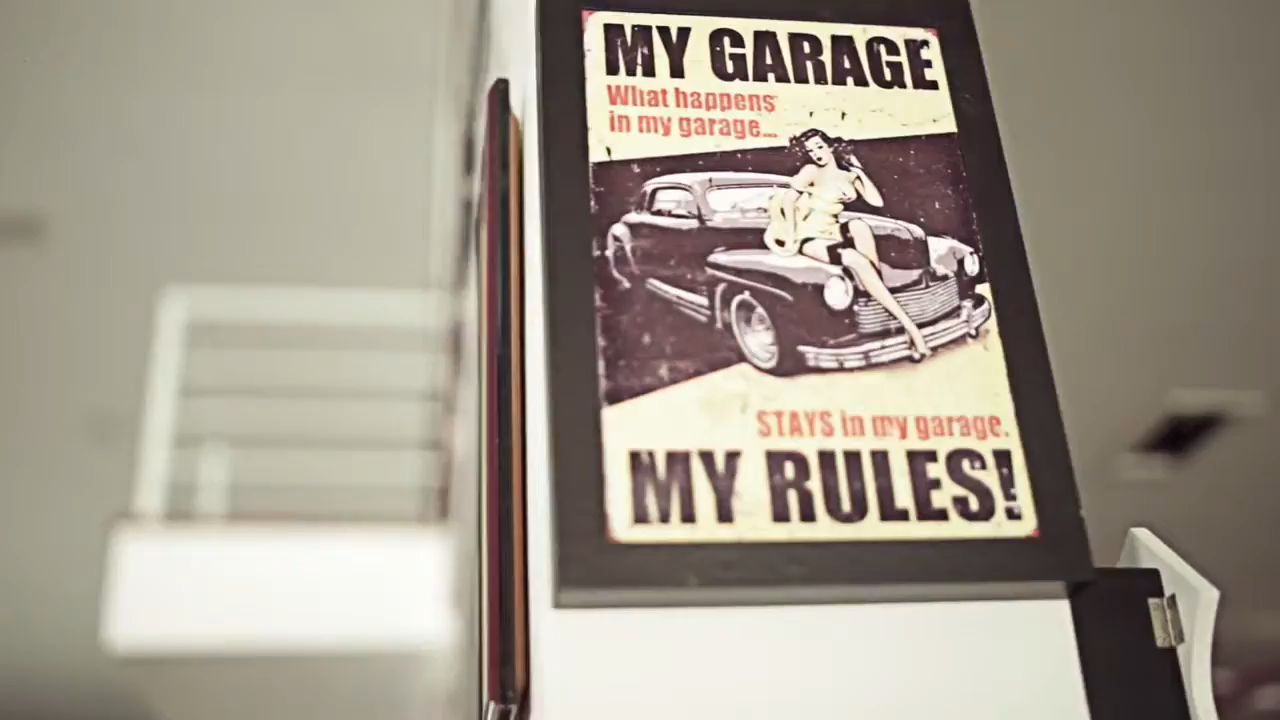 MY GARAGE
What happens
in my garage...
STAYS in my garage.
MY RULES!